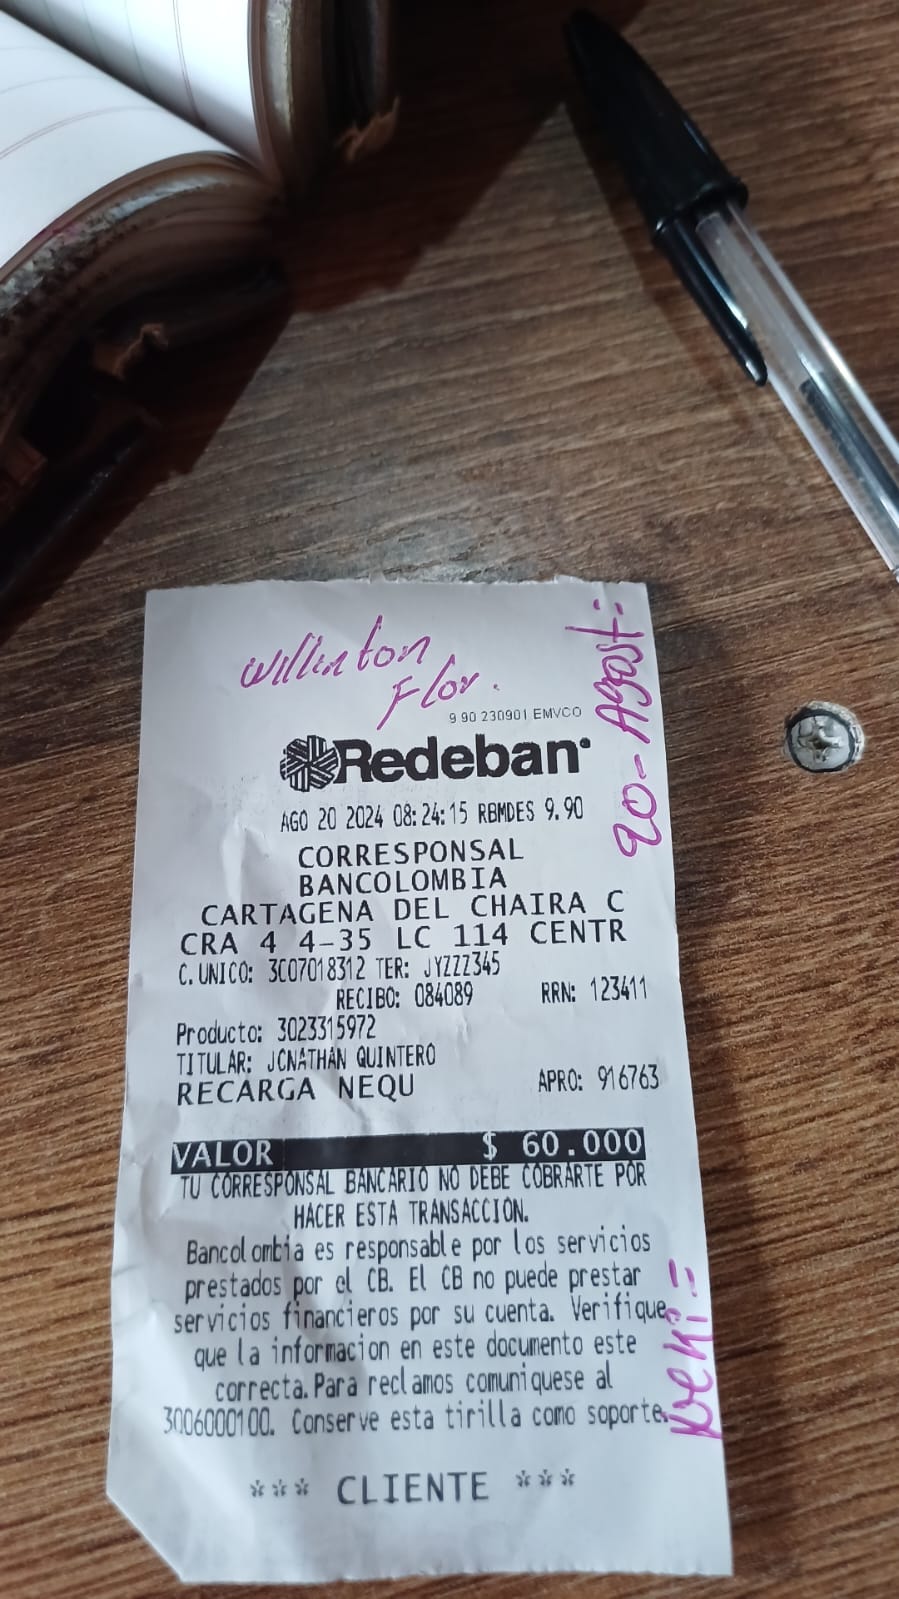 Willinton
Flor.
20-Agost-:
9.90 230901 EMVCO
Redeban
AGO 20 2024 08:24:15 RBMDES 9.90
CORRESPONSAL
BANCOLOMBIA
CARTAGENA DEL CHAIRA C
CRA 4 4-35 LC 114 CENTR
C.UNICO: 3C07018312 TER: JYZZZ345
RECIBO: 084089 RRN: 123411
Producto: 3023315972
TITULAR: JCNATHAN QUINTERO
RECARGA NEQU APRO: 916763
VALOR $ 60.000
TU CORRESPONSAL BANCARIO NO DEBE COBRARTE POR
HACER ESTA TRANSACCION.
Bancolombia es responsable por los servicios
prestados por el CB. El CB no puede prestar
servicios financieros por su cuenta. Verifique
que la informacion en este documento este
correcta. Para reclamos comuniquese al
3006000100. Conserve esta tirilla como soporte.
*** CLIENTE ***